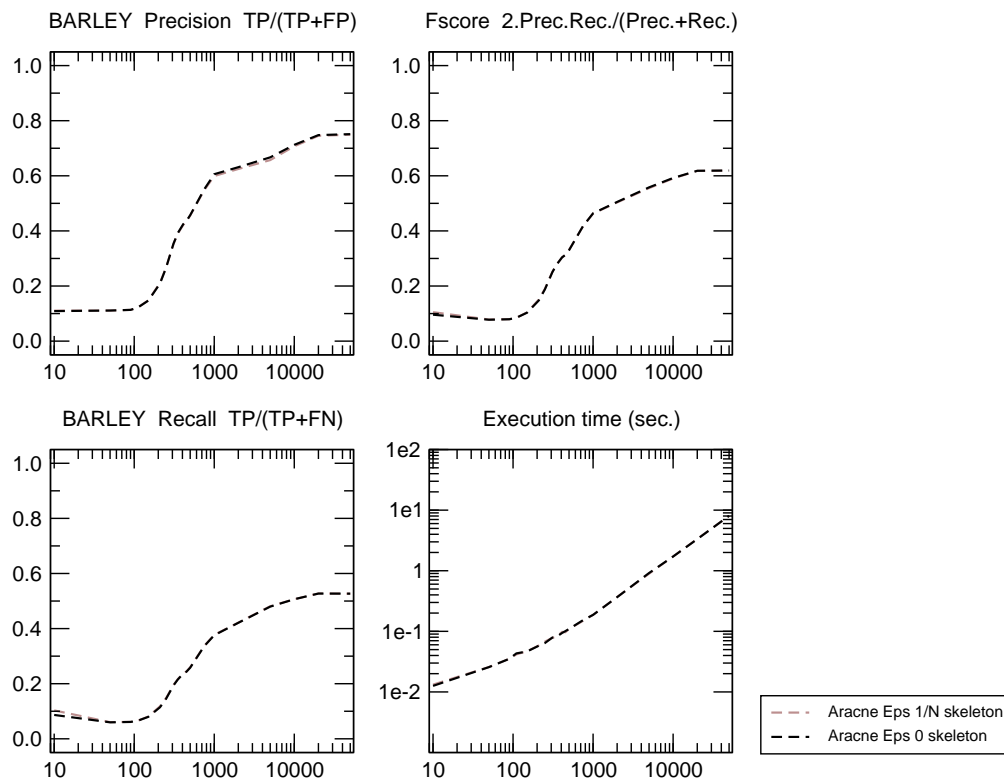 BARLEY Precision TP/(TP+FP)
1.0
0.8
0.6
0.4
0.2
0.0
10 100 1000 10000
Fscore 2.Prec.Rec./(Prec.+Rec.)
1.0
0.8
0.6
0.4
0.2
0.0
10 100 1000 10000
BARLEY Recall TP/(TP+FN)
1.0
0.8
0.6
0.4
0.2
0.0
10 100 1000 10000
Execution time (sec.)
1e2
1e1
1
1e-1
1e-2
10 100 1000 10000
Aracne Eps 1/N skeleton
Aracne Eps 0 skeleton